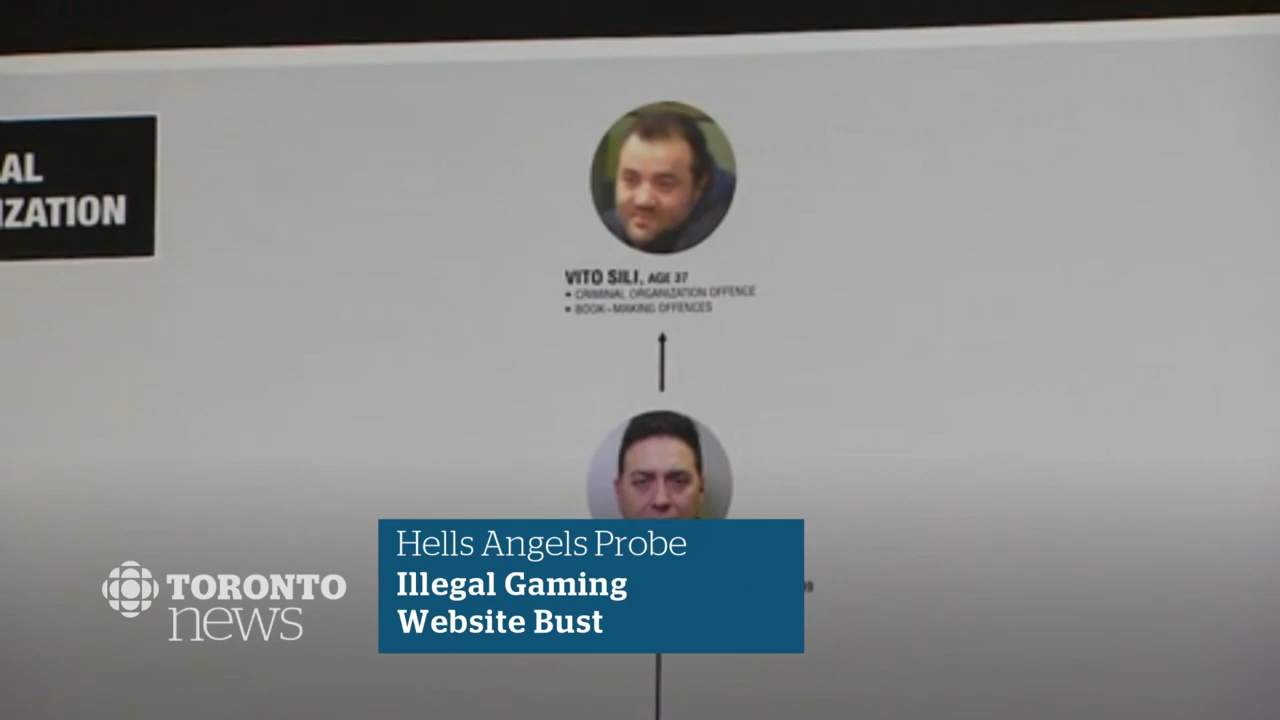 AL
IZATION
VITO SILI, AGE 37
• CRIMINAL ORGANIZATION OFFENCE
• BOOK-MAKING OFFENCES
Hells Angels Probe
Illegal Gaming
Website Bust
TORONTO
news